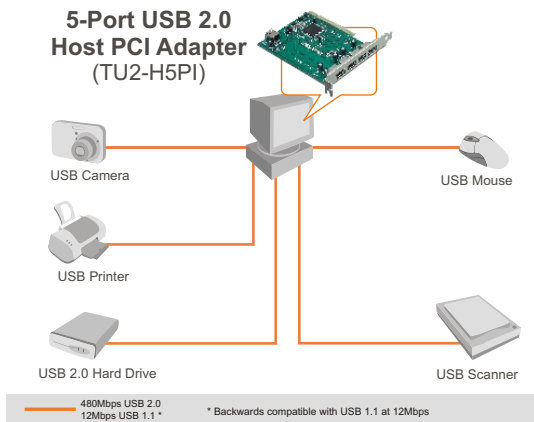 5-Port USB 2.0
Host PCI Adapter
(TU2-H5PI)
USB Camera
USB Mouse
USB Printer
USB 2.0 Hard Drive
USB Scanner
480Mbps USB 2.0
12Mbps USB 1.1 *
* Backwards compatible with USB 1.1 at 12Mbps